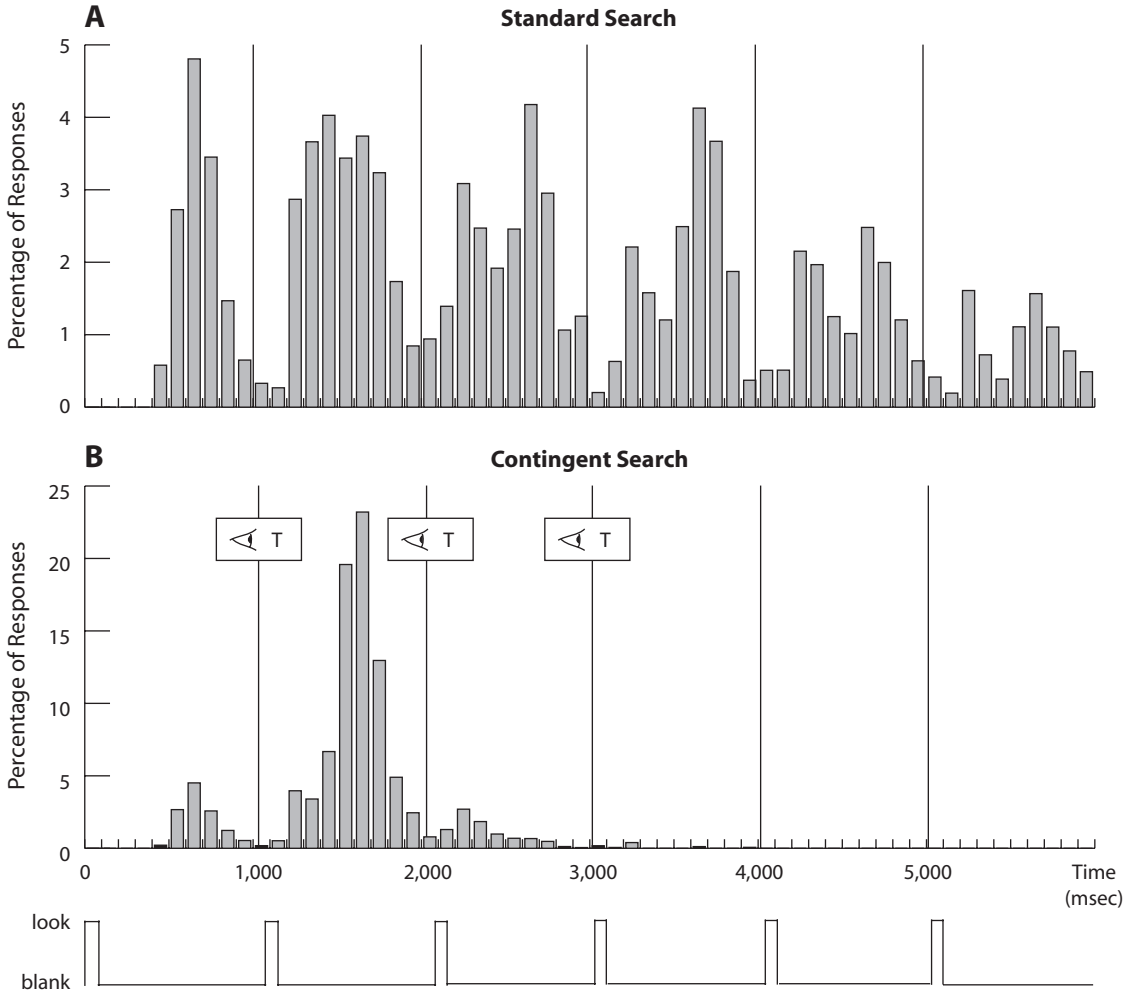 A
Standard Search
Percentage of Responses
5
4
3
2
1
0
B
Contingent Search
Percentage of Responses
25
20
15
10
5
0
T
T
T
0 1,000 2,000 3,000 4,000 5,000 Time
(msec)
look
blank